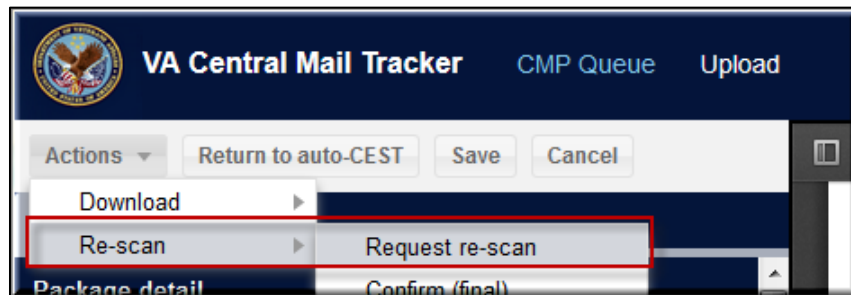 VA Central Mail Tracker CMP Queue Upload
Actions Return to auto-CEST Save Cancel
Download
Re-scan Request re-scan
Package detail Confirm (final)